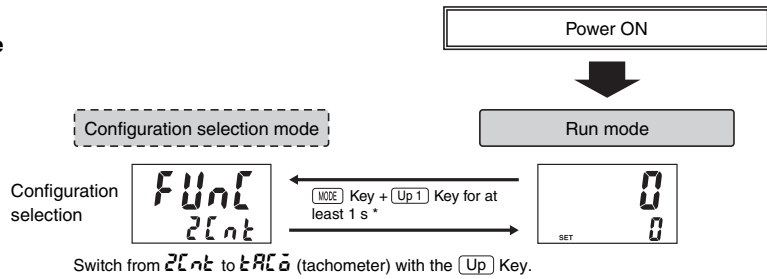 e
Power ON
Configuration selection mode
Run mode
Configuration selection
FUnC
2Cnt
MODE Key + Up 1 Key for at
least 1 s *
0
SET 0
Switch from 2Cnt to tACo (tachometer) with the Up Key.